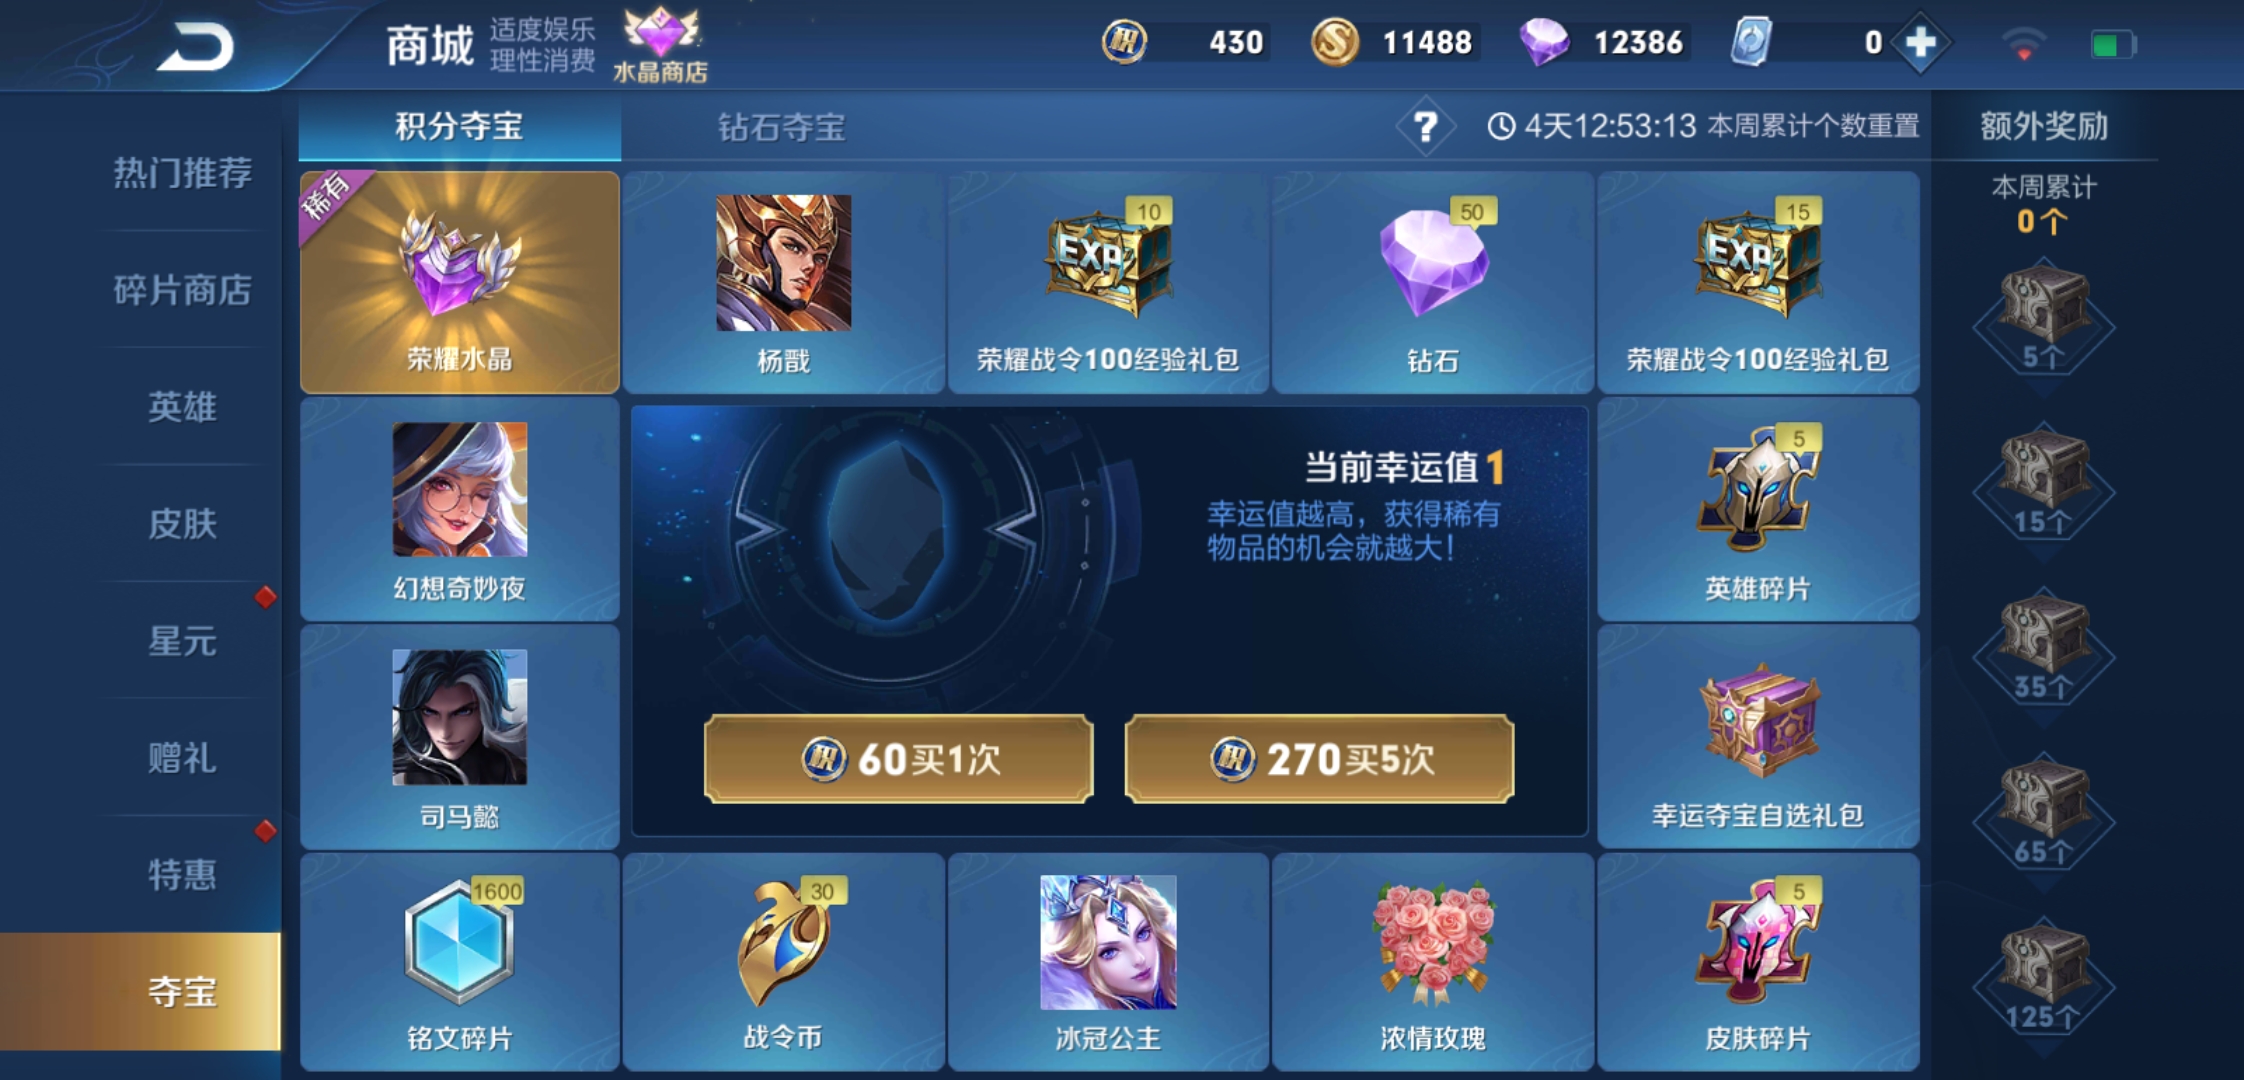 商城
适度娱乐
理性消费
水晶商店
积
430
S
11488
12386
0
热门推荐
碎片商店
英雄
皮肤
星元
赠礼
特惠
夺宝
积分夺宝
钻石夺宝
?
4天12:53:13 本周累计个数重置
稀有
荣耀水晶
杨戬
10
EXP
荣耀战令100经验礼包
50
钻石
15
EXP
荣耀战令100经验礼包
幻想奇妙夜
司马懿
当前幸运值1
幸运值越高，获得稀有
物品的机会就越大！
积 60买1次
积 270买5次
5
英雄碎片
幸运夺宝自选礼包
1600
铭文碎片
30
战令币
冰冠公主
浓情玫瑰
5
皮肤碎片
额外奖励
本周累计
0个
5个
15个
35个
65个
125个